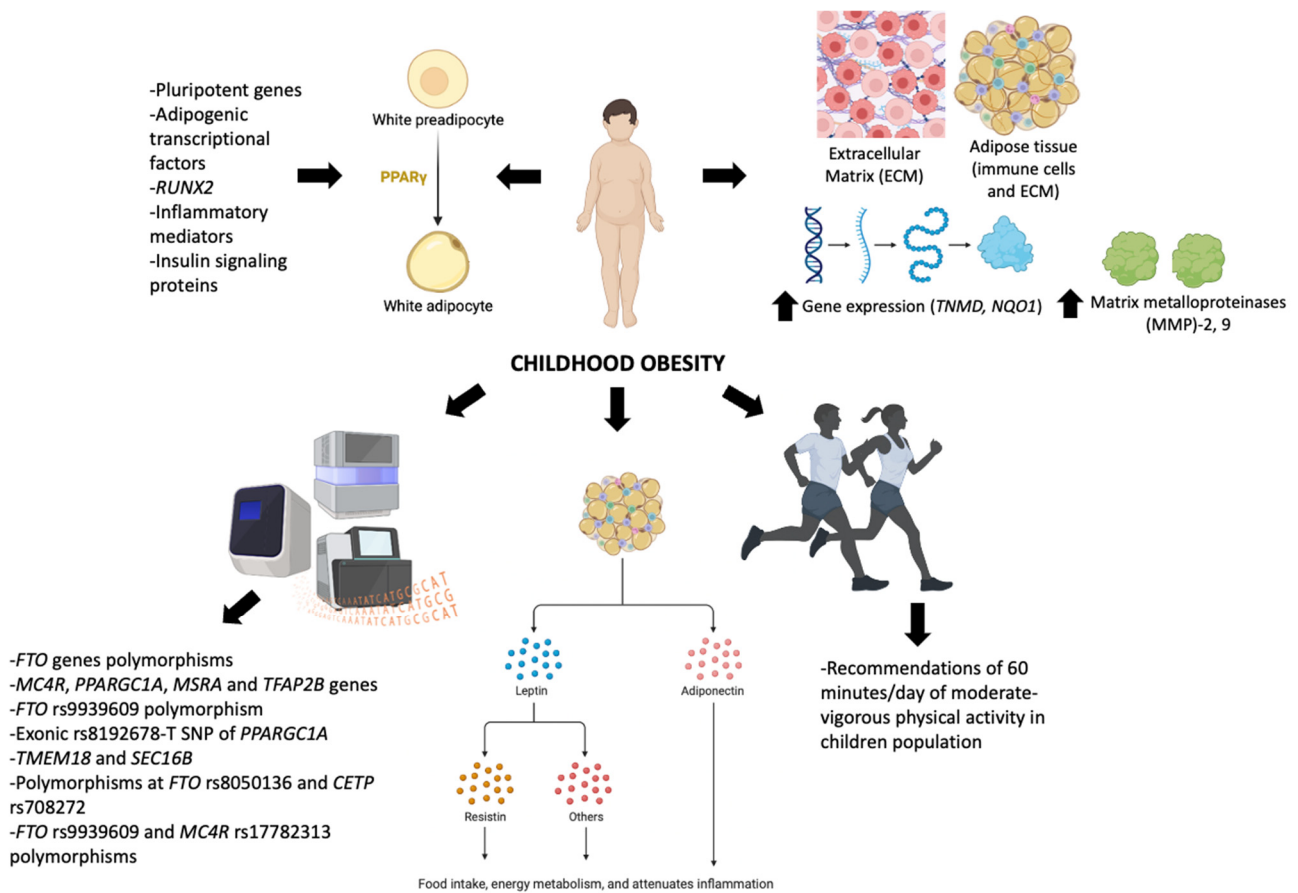 -Pluripotent genes
-Adipogenic
transcriptional
factors
-RUNX2
-Inflammatory
mediators
-Insulin signaling
proteins
White preadipocyte
PPARγ
White adipocyte
Extracellular
Matrix (ECM)
Adipose tissue
(immune cells
and ECM)
Gene expression (TNMD, NQO1)
Matrix metalloproteinases
(MMP)-2, 9
CHILDHOOD OBESITY
-FTO genes polymorphisms
-MC4R, PPARGC1A, MSRA and TFAP2B genes
-FTO rs9939609 polymorphism
-Exonic rs8192678-T SNP of PPARGC1A
-TMEM18 and SEC16B
-Polymorphisms at FTO rs8050136 and CETP
rs708272
-FTO rs9939609 and MC4R rs17782313
polymorphisms
Leptin
Adiponectin
Resistin
Others
Food intake, energy metabolism, and attenuates inflammation
-Recommendations of 60
minutes/day of moderate-
vigorous physical activity in
children population